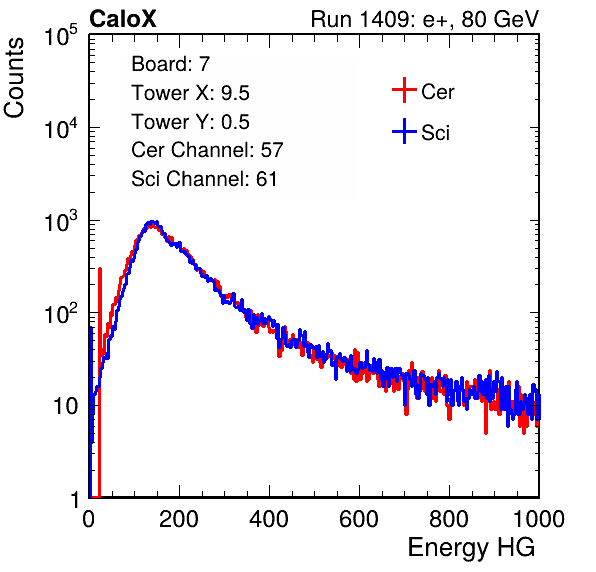 CaloX Run 1409: e+, 80 GeV
Counts
Board: 7
Tower X: 9.5
Tower Y: 0.5
Cer Channel: 57
Sci Channel: 61
Cer
Sci
10^5
10^4
10^3
10^2
10
1
0 200 400 600 800 1000
Energy HG